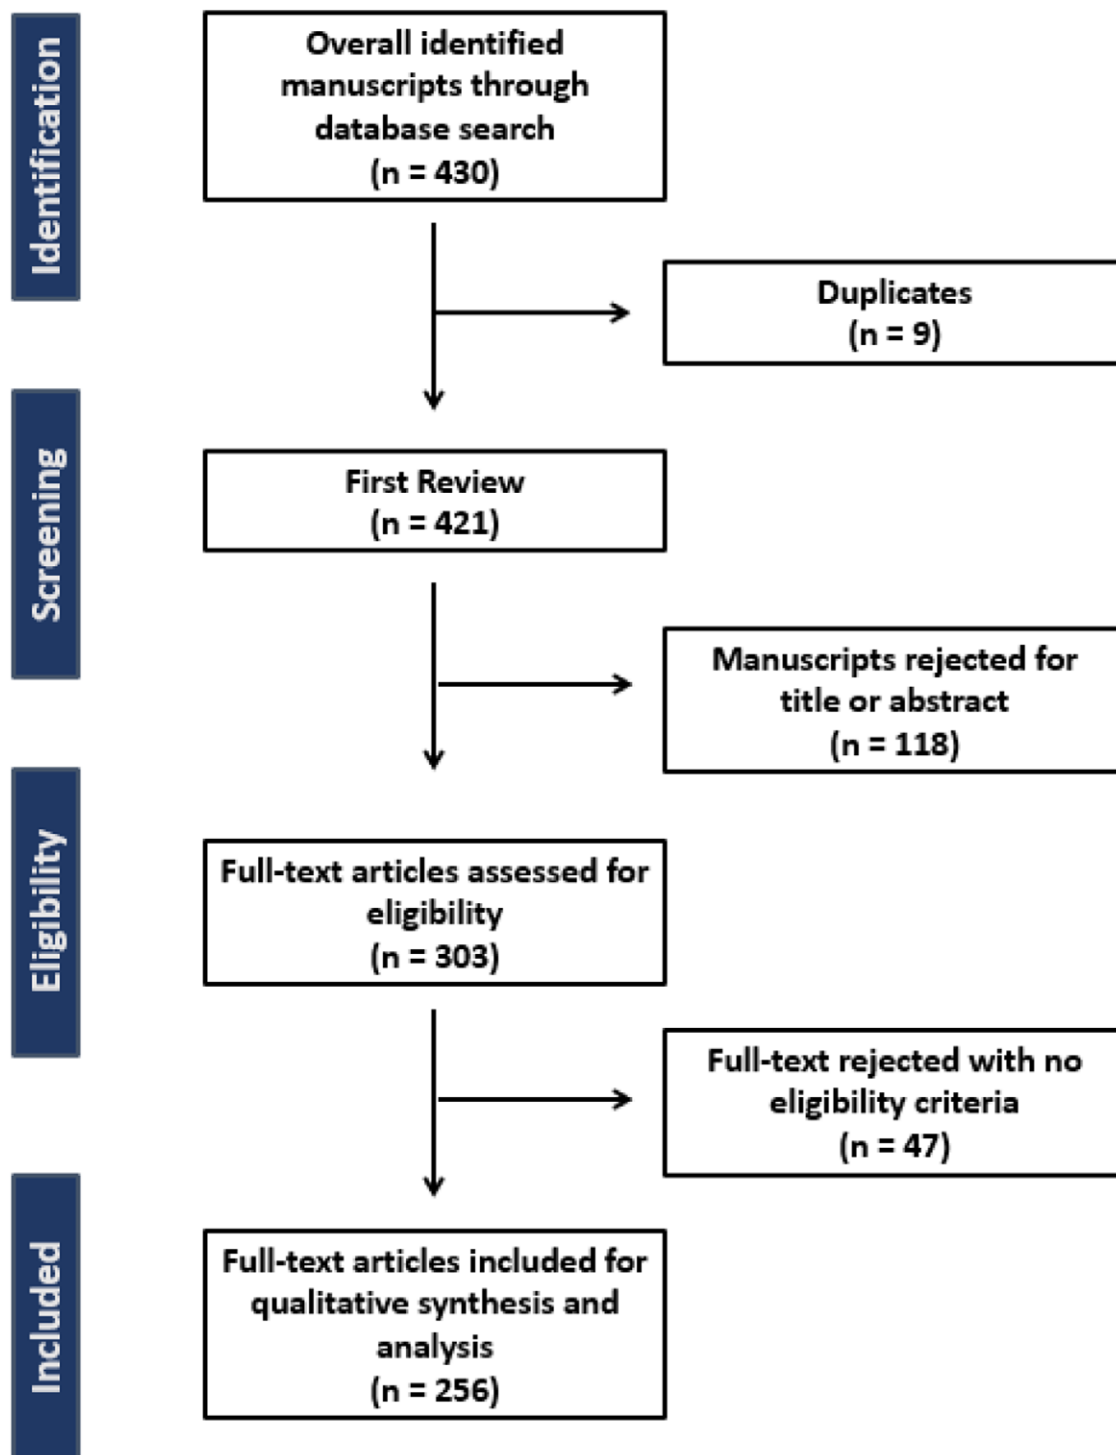 Identification
Overall identified
manuscripts through
database search
(n = 430)
Duplicates
(n = 9)
Screening
First Review
(n = 421)
Manuscripts rejected for
title or abstract
(n = 118)
Eligibility
Full-text articles assessed for
eligibility
(n = 303)
Full-text rejected with no
eligibility criteria
(n = 47)
Included
Full-text articles included for
qualitative synthesis and
analysis
(n = 256)